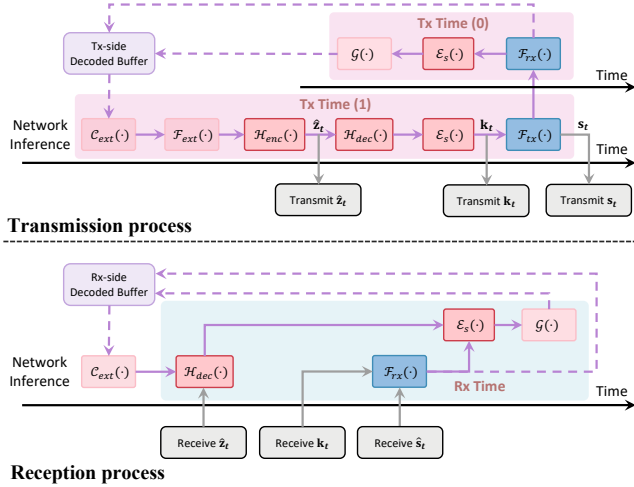 Tx Time (0)
Tx-side
Decoded Buffer
𝒢(·)
ℰ_s(·)
ℱ_rx(·)
Time
Tx Time (1)
Network
Inference
𝒞_ext(·)
ℱ_ext(·)
ℋ_enc(·)
ẑ_t
ℋ_dec(·)
ℰ_s(·)
k_t
ℱ_tx(·)
s_t
Time
Transmit ẑ_t
Transmit k_t
Transmit s_t
Transmission process
Rx-side
Decoded Buffer
ℰ_s(·)
𝒢(·)
Network
Inference
𝒞_ext(·)
ℋ_dec(·)
ℱ_rx(·)
Rx Time
Time
Receive ẑ_t
Receive k_t
Receive ŝ_t
Reception process